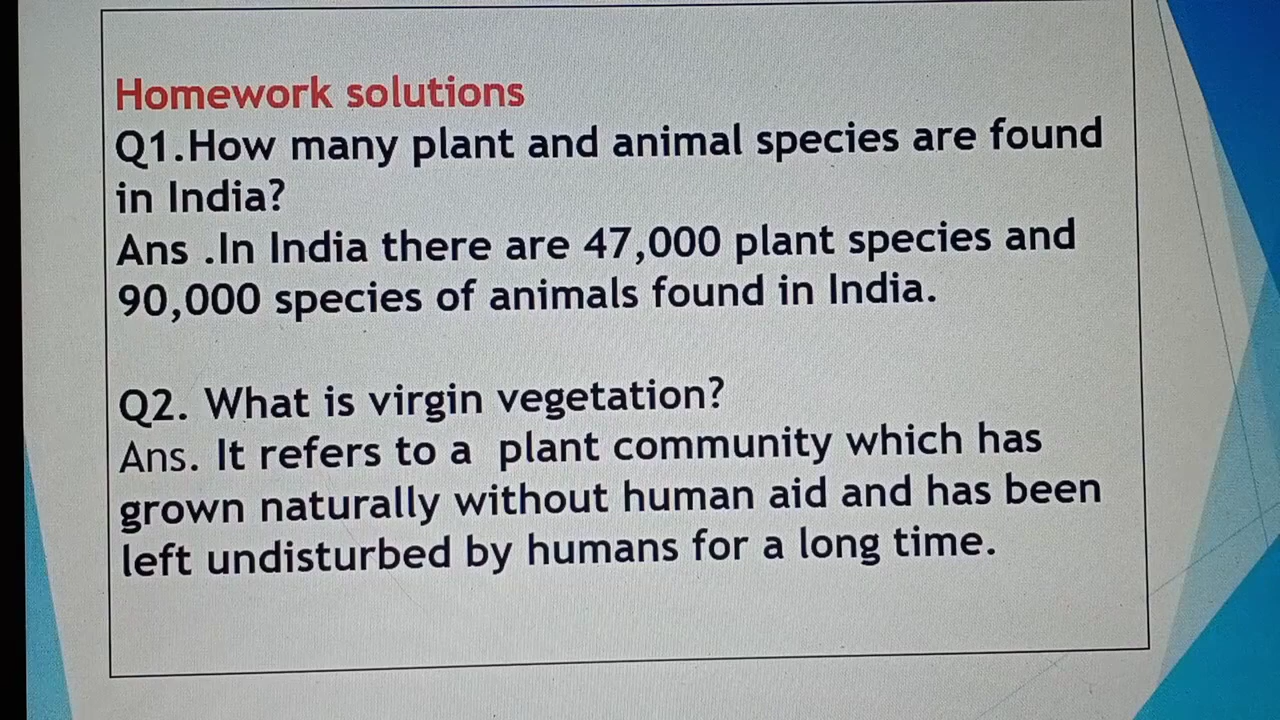 Homework solutions
Q1.How many plant and animal species are found
in India?
Ans .In India there are 47,000 plant species and
90,000 species of animals found in India.
Q2. What is virgin vegetation?
Ans. It refers to a plant community which has
grown naturally without human aid and has been
left undisturbed by humans for a long time.